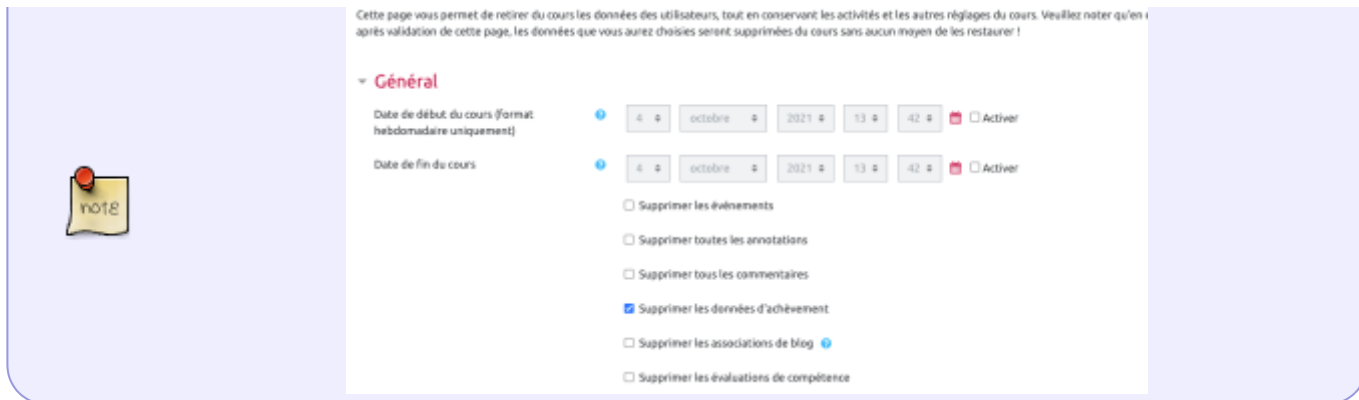 Cette page vous permet de retirer du cours les données des utilisateurs, tout en conservant les activités et les autres réglages du cours. Veuillez noter qu'en
après validation de cette page, les données que vous aurez choisies seront supprimées du cours sans aucun moyen de les restaurer !
Général
Date de début du cours (format
hebdomadaire uniquement)
4 octobre 2021 13 42 Activer
Date de fin du cours
4 octobre 2021 13 42 Activer
note
Supprimer les événements
Supprimer toutes les annotations
Supprimer tous les commentaires
Supprimer les données d'achèvement
Supprimer les associations de blog
Supprimer les évaluations de compétence